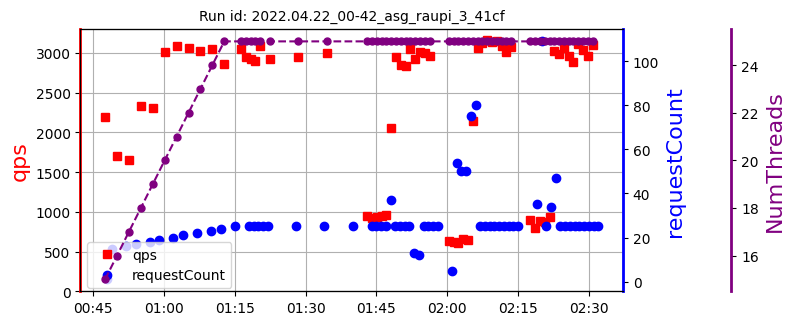 Run id: 2022.04.22_00-42_asg_raupi_3_41cf
qps
3000
2500
2000
1500
1000
500
0
requestCount
100
80
60
40
20
0
NumThreads
24
22
20
18
16
qps
requestCount
00:45 01:00 01:15 01:30 01:45 02:00 02:15 02:30